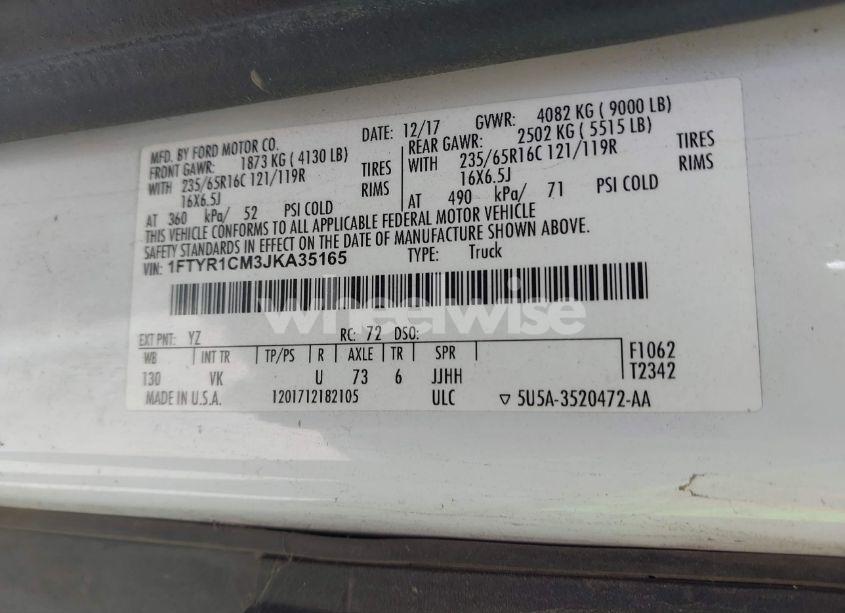 MFD. BY FORD MOTOR CO. DATE: 12/17 GVWR: 4082 KG ( 9000 LB)
FRONT GAWR: 1873 KG ( 4130 LB) REAR GAWR: 2502 KG ( 5515 LB)
WITH 235/65R16C 121/119R TIRES WITH 235/65R16C 121/119R TIRES
16X6.5J RIMS 16X6.5J RIMS
AT 360 kPa/ 52 PSI COLD AT 490 kPa/ 71 PSI COLD
THIS VEHICLE CONFORMS TO ALL APPLICABLE FEDERAL MOTOR VEHICLE
SAFETY STANDARDS IN EFFECT ON THE DATE OF MANUFACTURE SHOWN ABOVE.
VIN: 1FTYR1CM3JKA35165 TYPE: Truck
wheelwise
EXT PNT: YZ RC: 72 DSO:
WB INT TR TP/PS R AXLE TR SPR F1062
130 VK U 73 6 JJHH T2342
MADE IN U.S.A. 1201712182105 ULC ▽ 5U5A-3520472-AA